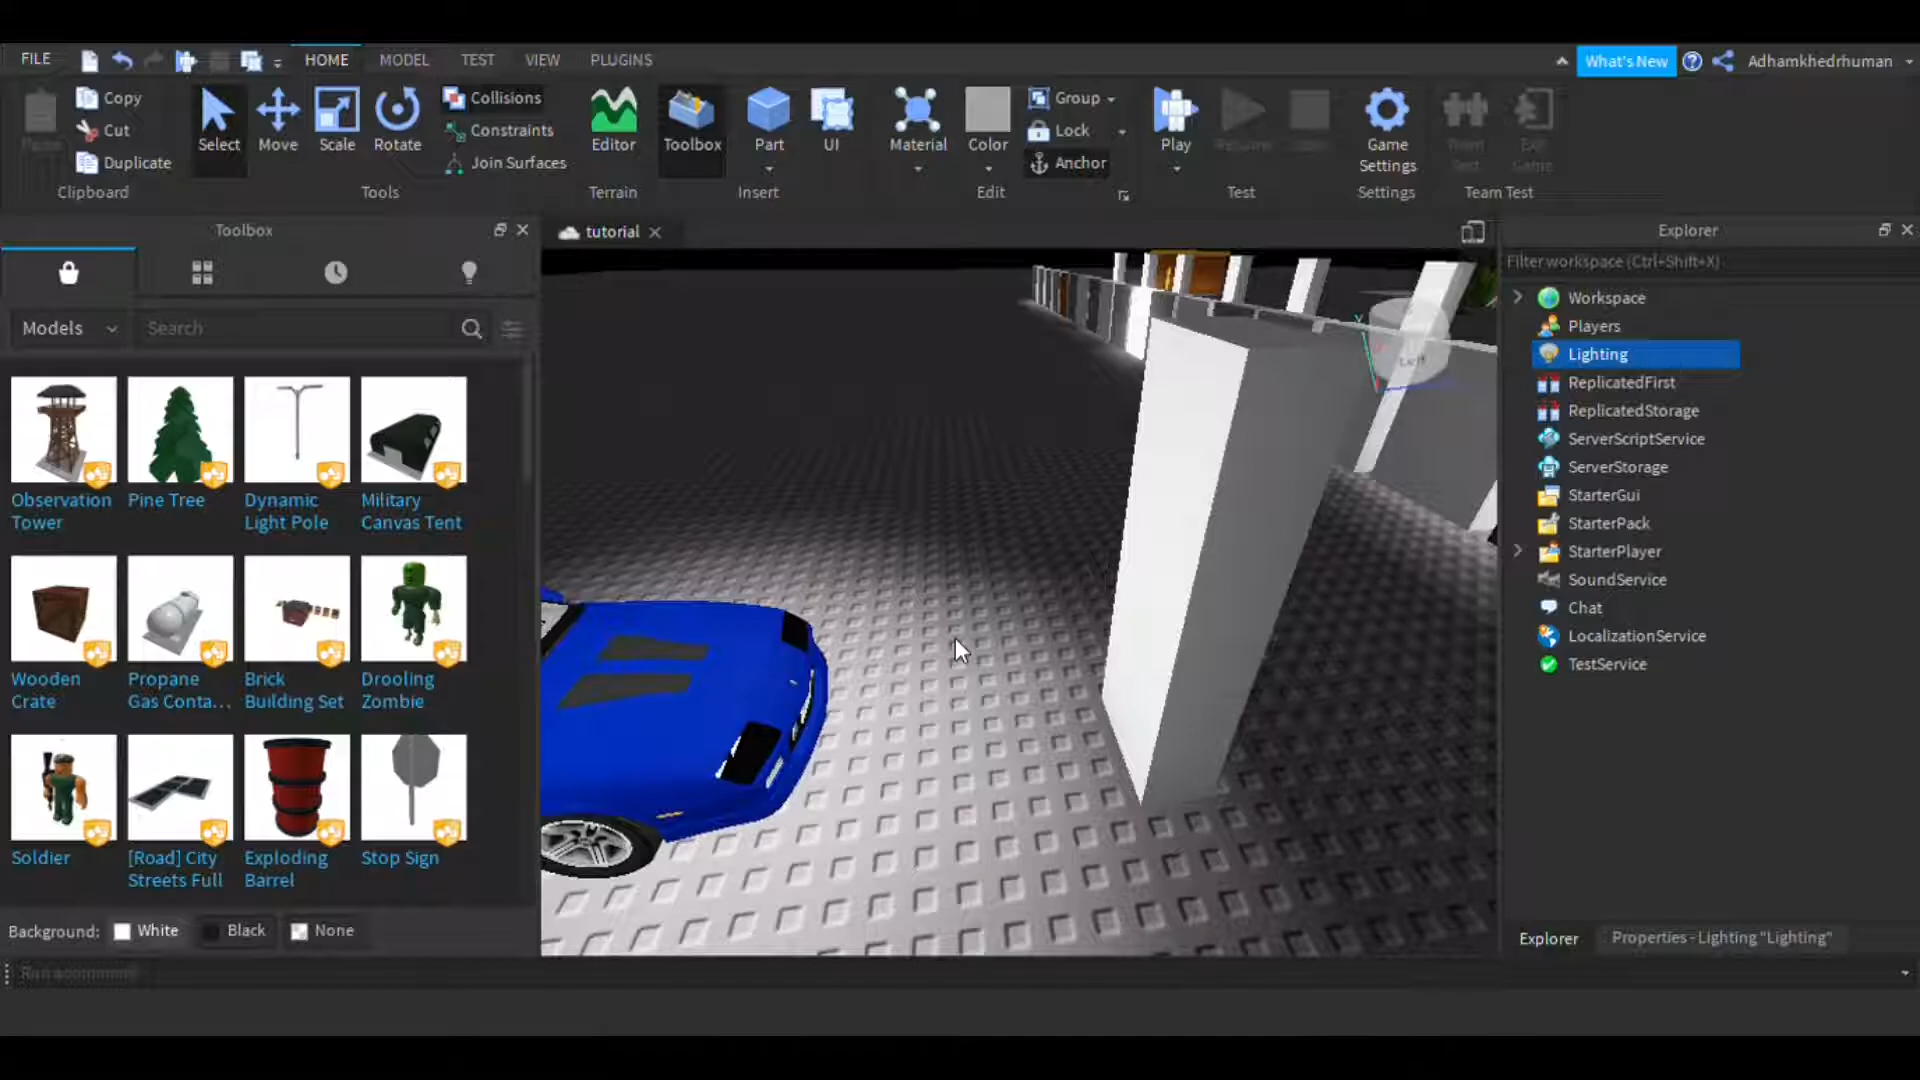 FILE
HOME
MODEL
TEST
VIEW
PLUGINS
What's New
Adhamkhedrhuman
Copy
Cut
Duplicate
Clipboard
Select
Move
Scale
Rotate
Collisions
Constraints
Join Surfaces
Tools
Editor
Terrain
Toolbox
Part
UI
Insert
Material
Color
Group
Lock
Anchor
Edit
Play
Test
Game
Settings
Settings
Team Test
Toolbox
tutorial
Explorer
Models
Search
Filter workspace (Ctrl+Shift+X)
Observation
Tower
Pine Tree
Dynamic
Light Pole
Military
Canvas Tent
Wooden
Crate
Propane
Gas Conta...
Brick
Building Set
Drooling
Zombie
Soldier
[Road] City
Streets Full
Exploding
Barrel
Stop Sign
Background:
White
Black
None
Y
Workspace
Players
Lighting
ReplicatedFirst
ReplicatedStorage
ServerScriptService
ServerStorage
StarterGui
StarterPack
StarterPlayer
SoundService
Chat
LocalizationService
TestService
Explorer
Properties - Lighting "Lighting"
Run a command